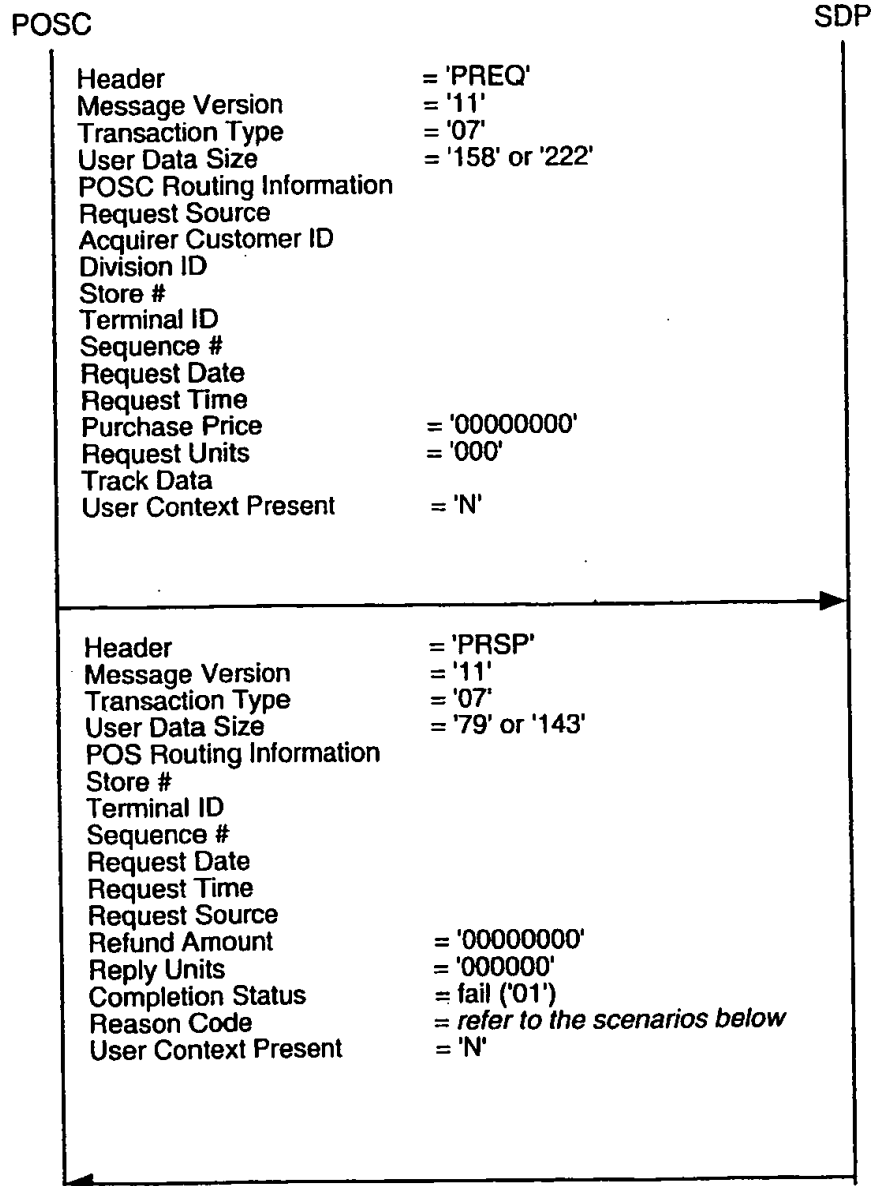 POSC SDP
Header = 'PREQ'
Message Version = '11'
Transaction Type = '07'
User Data Size = '158' or '222'
POSC Routing Information
Request Source
Acquirer Customer ID
Division ID
Store #
Terminal ID
Sequence #
Request Date
Request Time
Purchase Price = '00000000'
Request Units = '000'
Track Data
User Context Present = 'N'
Header = 'PRSP'
Message Version = '11'
Transaction Type = '07'
User Data Size = '79' or '143'
POS Routing Information
Store #
Terminal ID
Sequence #
Request Date
Request Time
Request Source
Refund Amount = '00000000'
Reply Units = '000000'
Completion Status = fail ('01')
Reason Code = refer to the scenarios below
User Context Present = 'N'